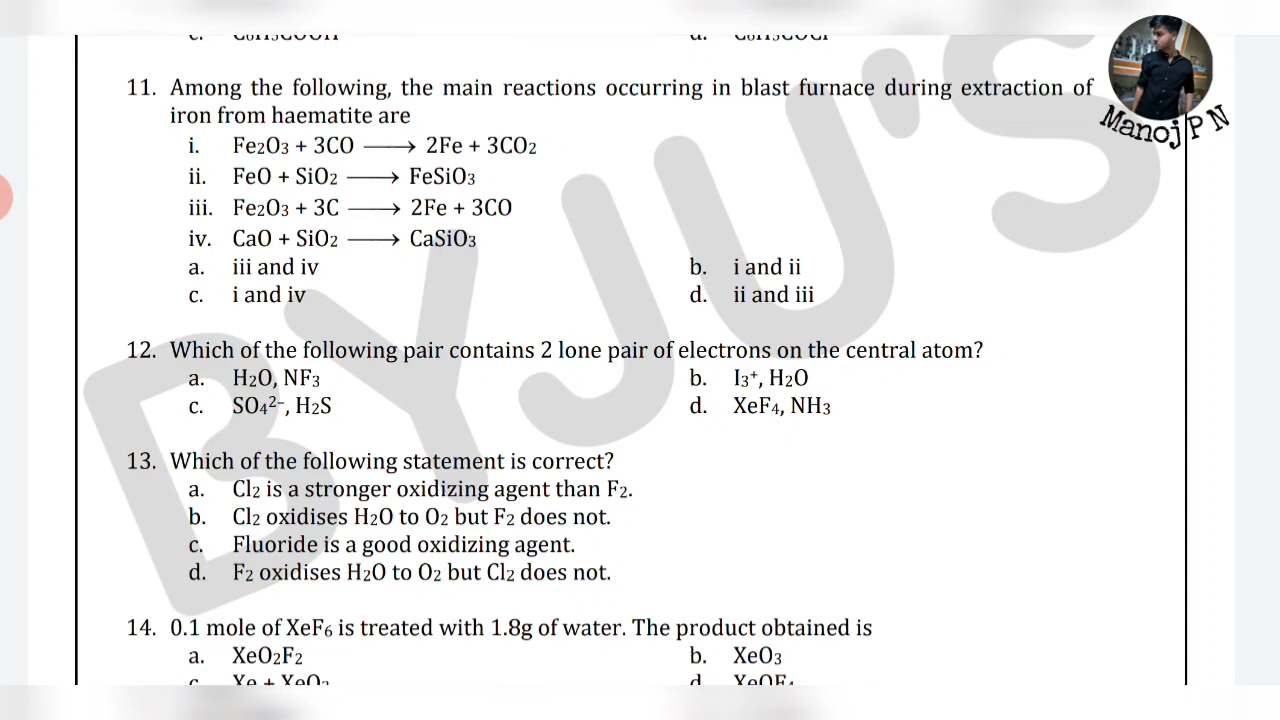 11. Among the following, the main reactions occurring in blast furnace during extraction of
iron from haematite are
i. Fe2O3 + 3CO ⟶ 2Fe + 3CO2
ii. FeO + SiO2 ⟶ FeSiO3
iii. Fe2O3 + 3C ⟶ 2Fe + 3CO
iv. CaO + SiO2 ⟶ CaSiO3
a. iii and iv b. i and ii
c. i and iv d. ii and iii
12. Which of the following pair contains 2 lone pair of electrons on the central atom?
a. H2O, NF3 b. I3+, H2O
c. SO42–, H2S d. XeF4, NH3
13. Which of the following statement is correct?
a. Cl2 is a stronger oxidizing agent than F2.
b. Cl2 oxidises H2O to O2 but F2 does not.
c. Fluoride is a good oxidizing agent.
d. F2 oxidises H2O to O2 but Cl2 does not.
14. 0.1 mole of XeF6 is treated with 1.8g of water. The product obtained is
a. XeO2F2 b. XeO3
BYJU'S
Manoj P N